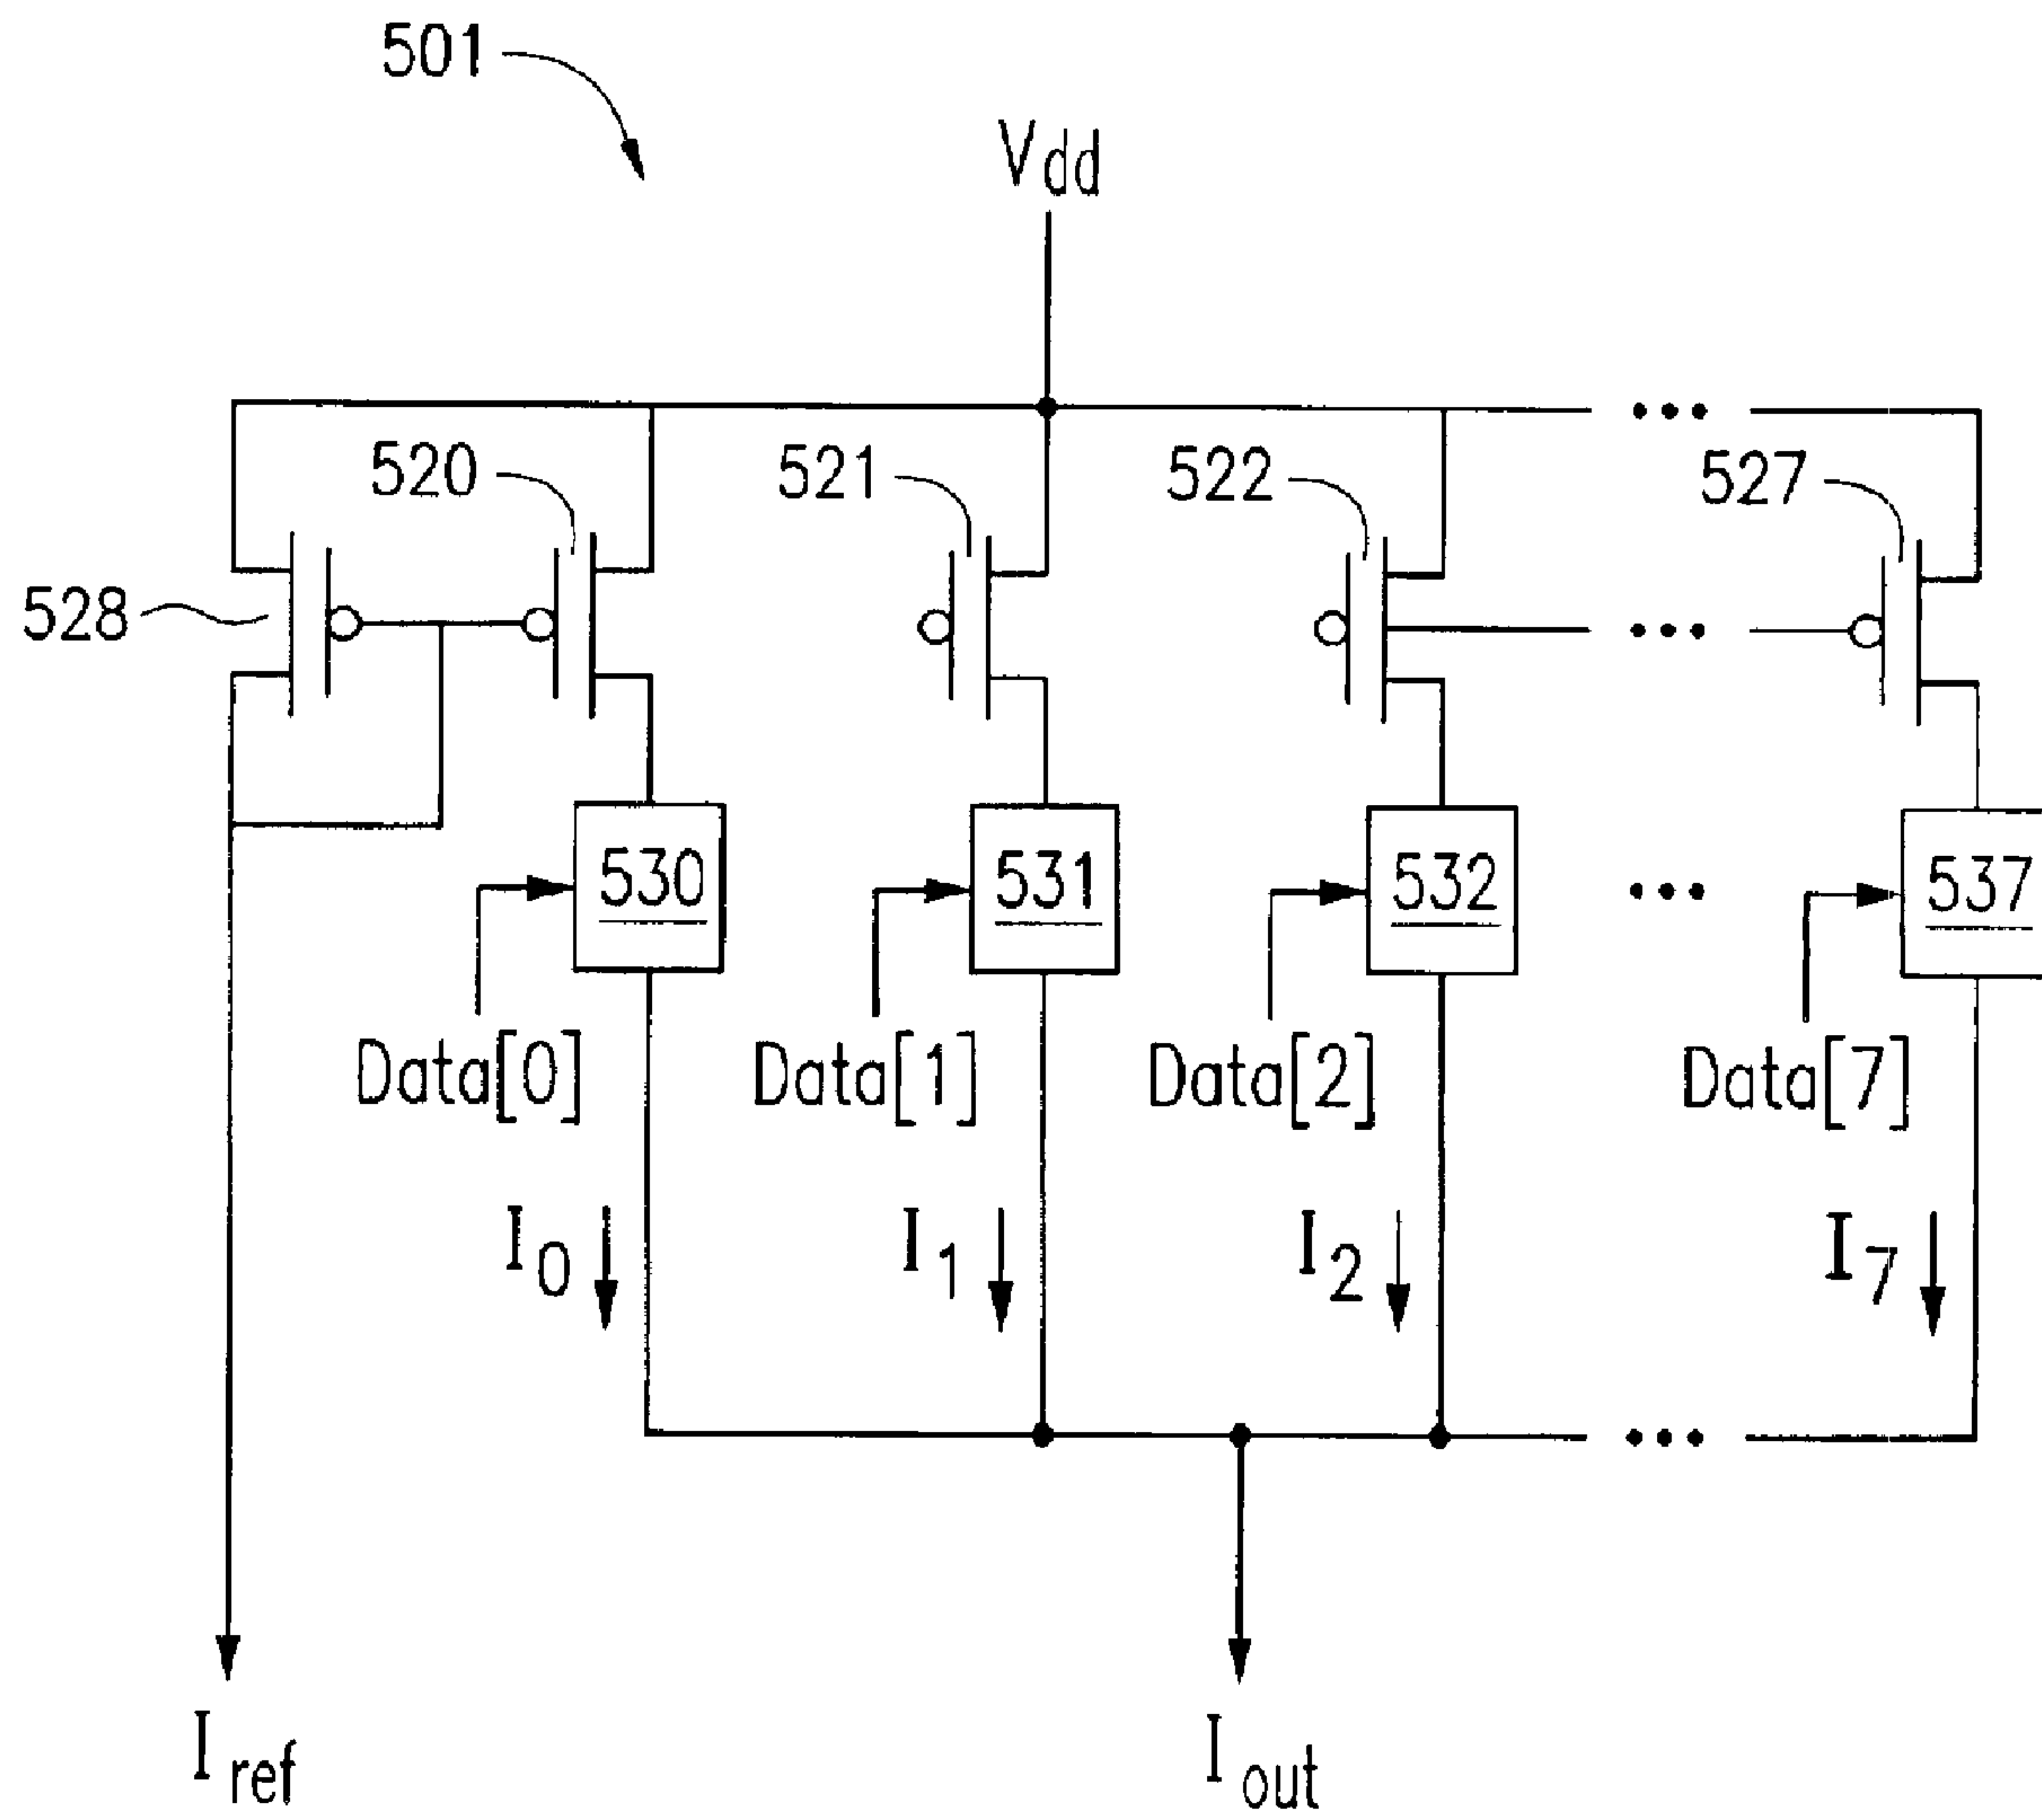 501
Vdd
520
521
522
527
528
530
531
532
537
Data[0]
Data[1]
Data[2]
Data[7]
I0
I1
I2
I7
Iref
Iout